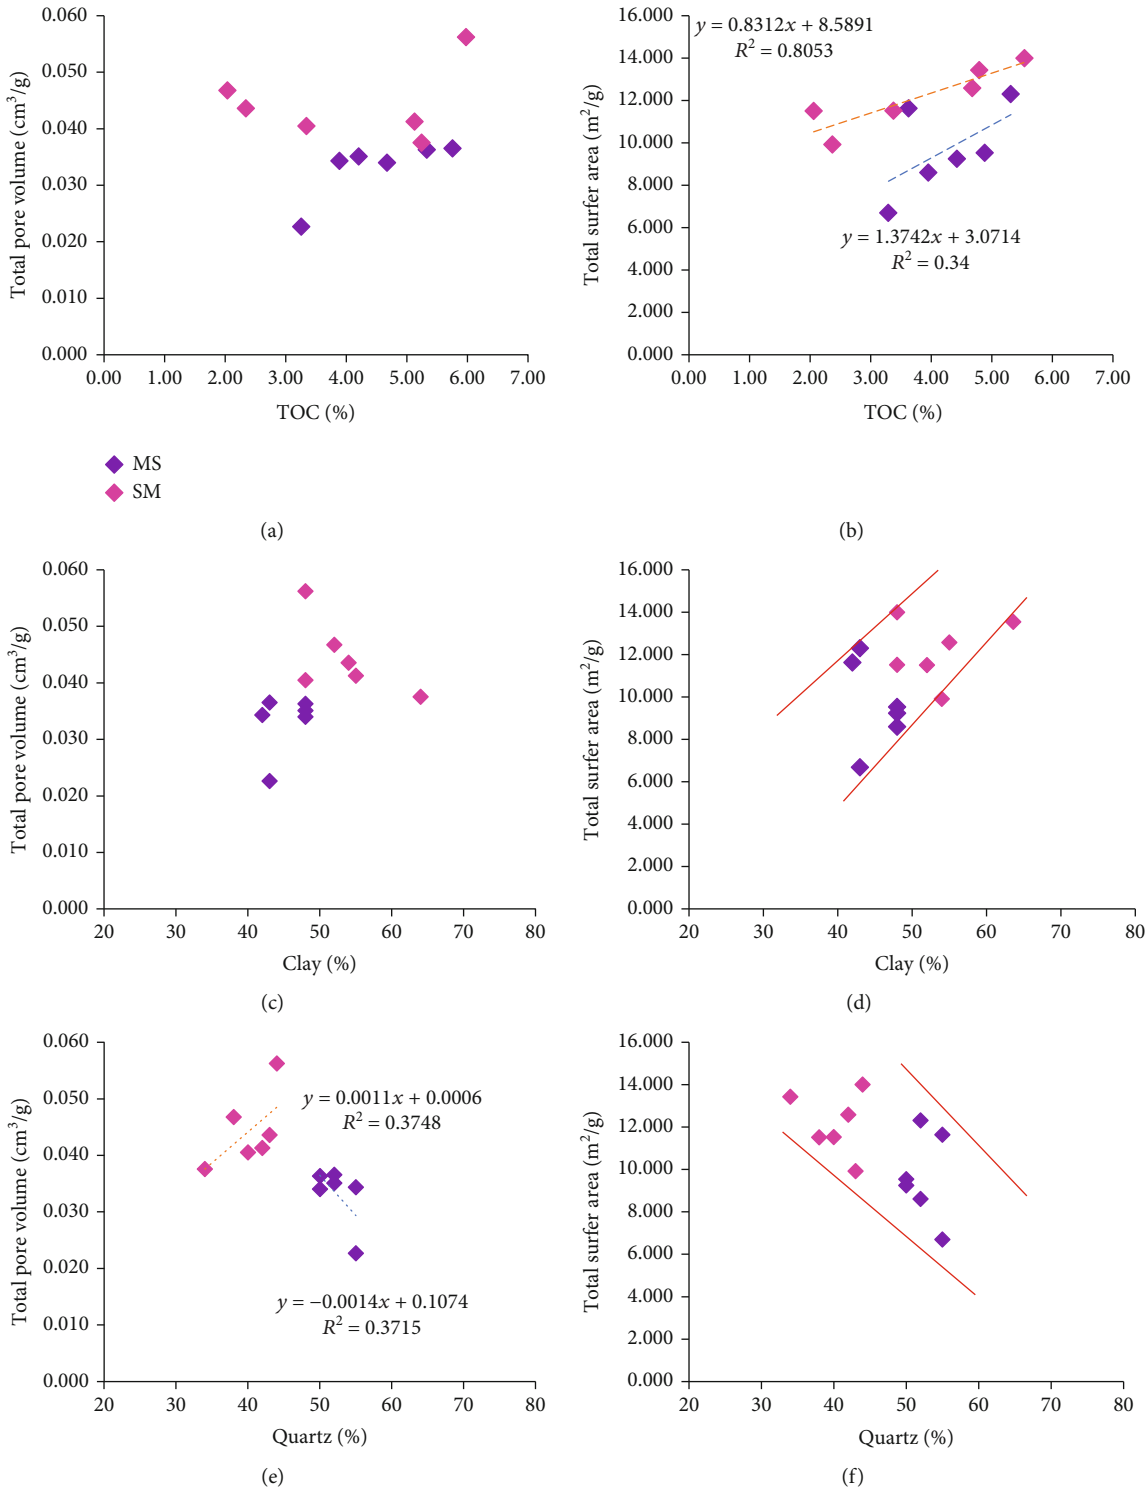 0.060
0.050
0.040
0.030
0.020
0.010
0.000
Total pore volume (cm³/g)
0.00 1.00 2.00 3.00 4.00 5.00 6.00 7.00
TOC (%)
MS
SM
(a)
16.000
14.000
12.000
10.000
8.000
6.000
4.000
2.000
0.000
Total surfer area (m²/g)
y = 0.8312x + 8.5891
R² = 0.8053
y = 1.3742x + 3.0714
R² = 0.34
0.00 1.00 2.00 3.00 4.00 5.00 6.00 7.00
TOC (%)
(b)
0.060
0.050
0.040
0.030
0.020
0.010
0.000
Total pore volume (cm³/g)
20 30 40 50 60 70 80
Clay (%)
(c)
16.000
14.000
12.000
10.000
8.000
6.000
4.000
2.000
0.000
Total surfer area (m²/g)
20 30 40 50 60 70 80
Clay (%)
(d)
0.060
0.050
0.040
0.030
0.020
0.010
0.000
Total pore volume (cm³/g)
y = 0.0011x + 0.0006
R² = 0.3748
y = −0.0014x + 0.1074
R² = 0.3715
20 30 40 50 60 70 80
Quartz (%)
(e)
16.000
14.000
12.000
10.000
8.000
6.000
4.000
2.000
0.000
Total surfer area (m²/g)
20 30 40 50 60 70 80
Quartz (%)
(f)